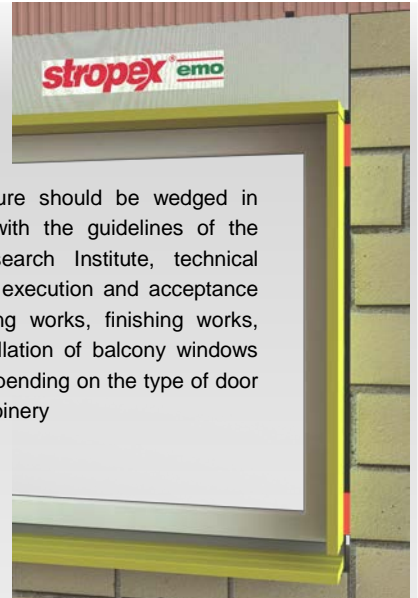 stropex® emo
ure should be wedged in
with the guidelines of the
search Institute, technical
execution and acceptance
ng works, finishing works,
llation of balcony windows
pending on the type of door
oinery